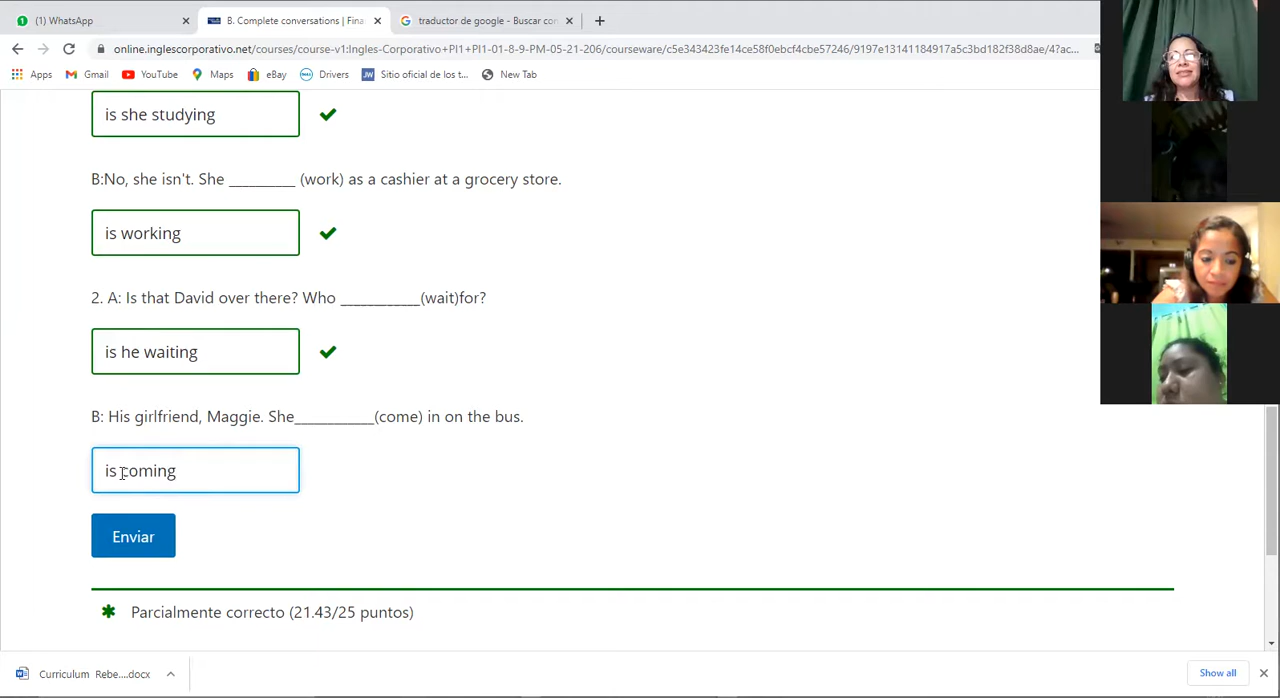 (1) WhatsApp
B. Complete conversations | Fina
traductor de google - Buscar con
online.inglescorporativo.net/courses/course-v1:Ingles-Corporativo+PI1+PI1-01-8-9-PM-05-21-206/courseware/c5e343423fe14ce58f0ebcf4cbe57246/9197e13141184917a5c3bd182f38d8ae/4?ac...
Apps Gmail YouTube Maps eBay Drivers Sitio oficial de los t... New Tab
is she studying
B:No, she isn't. She __________ (work) as a cashier at a grocery store.
is working
2. A: Is that David over there? Who ____________(wait)for?
is he waiting
B: His girlfriend, Maggie. She____________(come) in on the bus.
is coming
Enviar
Parcialmente correcto (21.43/25 puntos)
Curriculum Rebe....docx
Show all